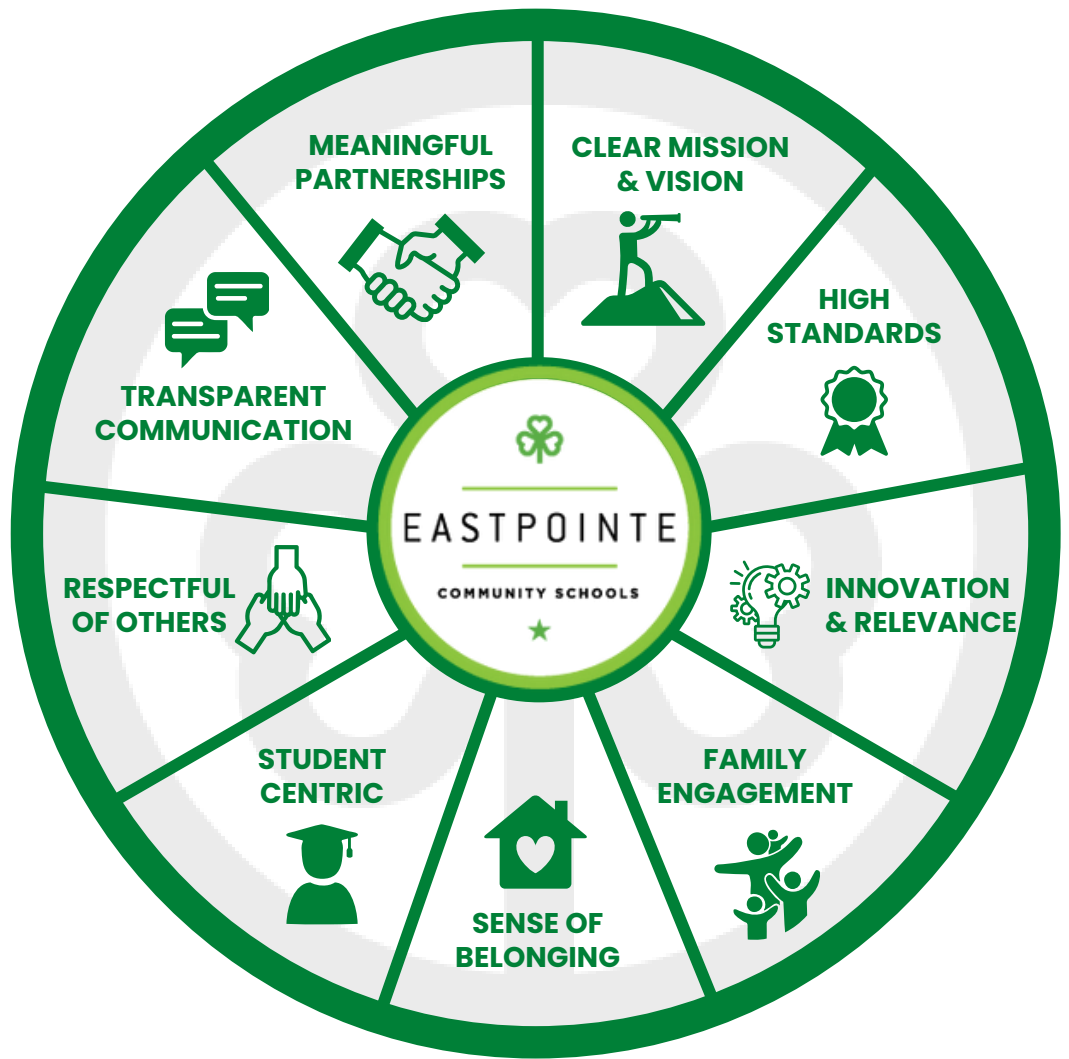 MEANINGFUL
PARTNERSHIPS
CLEAR MISSION
& VISION
HIGH
STANDARDS
TRANSPARENT
COMMUNICATION
EASTPOINTE
COMMUNITY SCHOOLS
RESPECTFUL
OF OTHERS
INNOVATION
& RELEVANCE
STUDENT
CENTRIC
FAMILY
ENGAGEMENT
SENSE OF
BELONGING